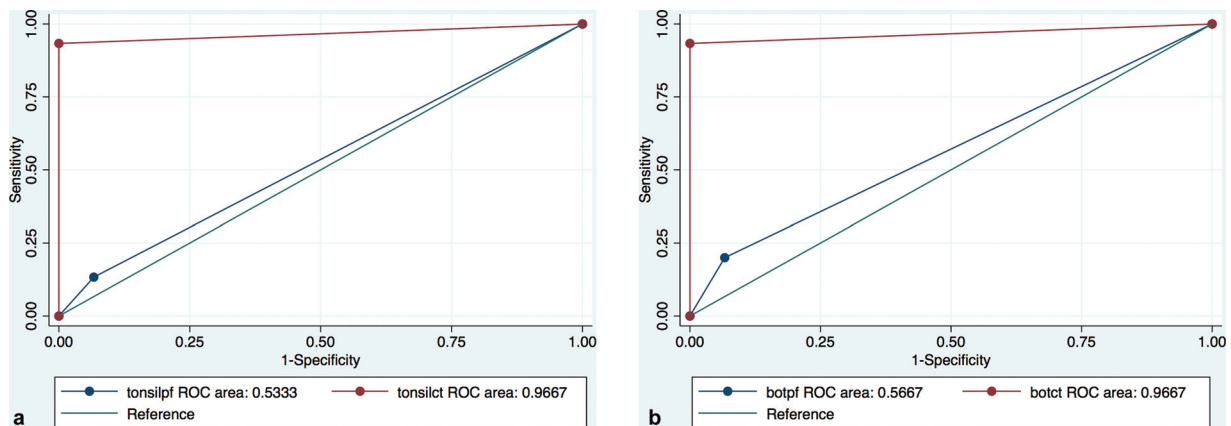 Sensitivity
1.00
0.75
0.50
0.25
0.00
0.00 0.25 0.50 0.75 1.00
1-Specificity
tonsilpf ROC area: 0.5333 tonsilct ROC area: 0.9667
Reference
a
Sensitivity
1.00
0.75
0.50
0.25
0.00
0.00 0.25 0.50 0.75 1.00
1-Specificity
botpf ROC area: 0.5667 botct ROC area: 0.9667
Reference
b